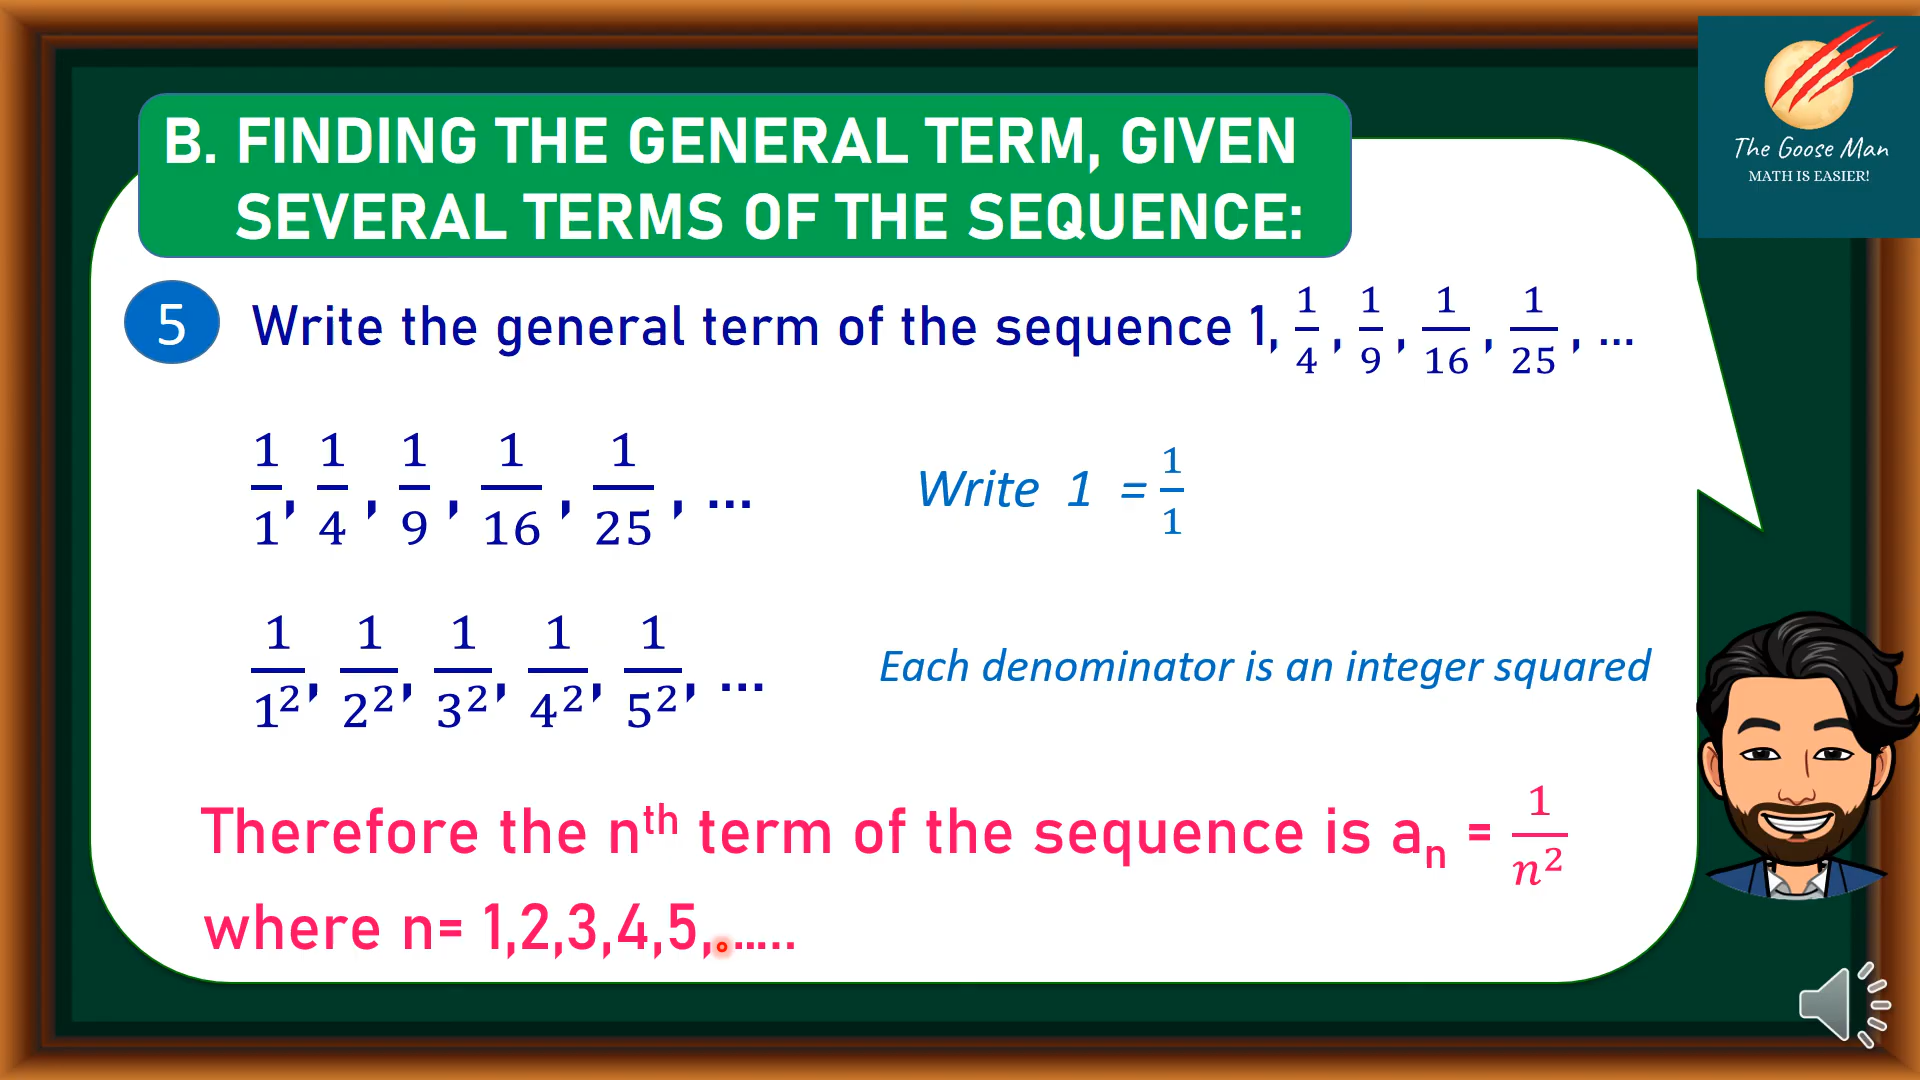 B. FINDING THE GENERAL TERM, GIVEN
SEVERAL TERMS OF THE SEQUENCE:
The Goose Man
MATH IS EASIER!
5 Write the general term of the sequence 1, 1/4, 1/9, 1/16, 1/25, ...
1/1, 1/4, 1/9, 1/16, 1/25, ... Write 1 = 1/1
1/1², 1/2², 1/3², 1/4², 1/5², ... Each denominator is an integer squared
Therefore the nᵗʰ term of the sequence is aₙ = 1/n²
where n= 1,2,3,4,5,......